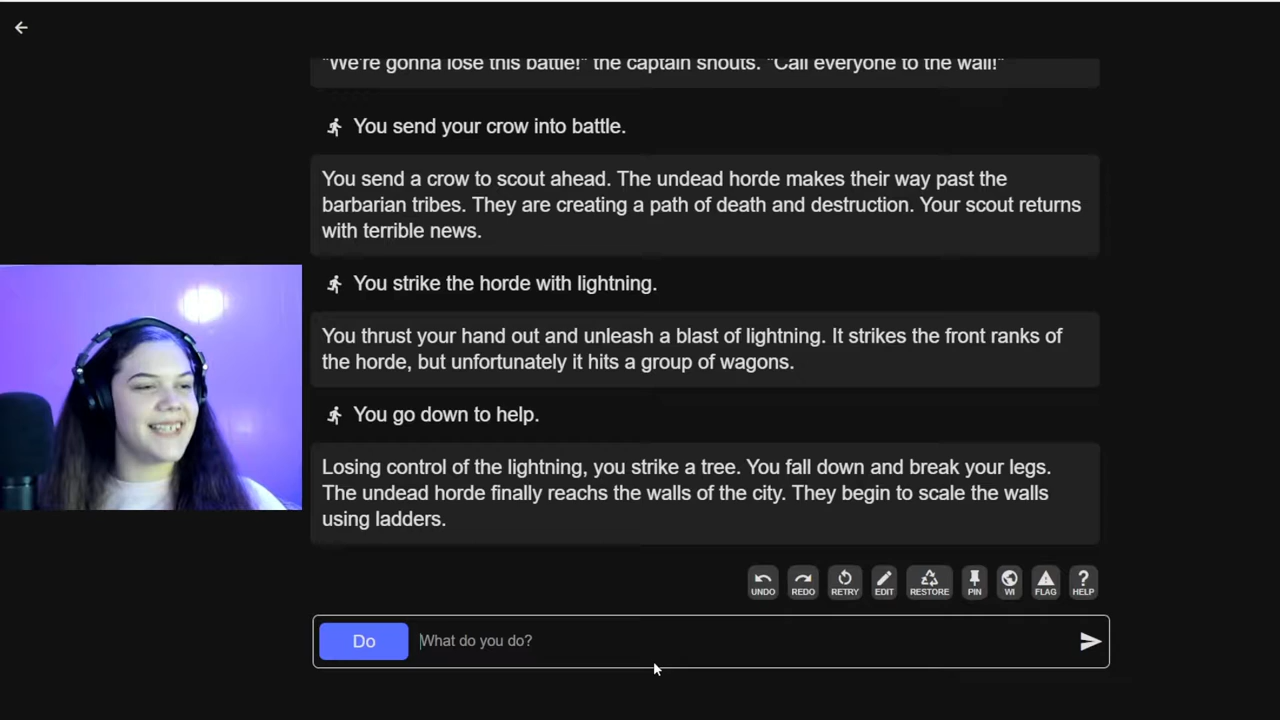 "We're gonna lose this battle!" the captain shouts. "Call everyone to the wall!"
You send your crow into battle.
You send a crow to scout ahead. The undead horde makes their way past the
barbarian tribes. They are creating a path of death and destruction. Your scout returns
with terrible news.
You strike the horde with lightning.
You thrust your hand out and unleash a blast of lightning. It strikes the front ranks of
the horde, but unfortunately it hits a group of wagons.
You go down to help.
Losing control of the lightning, you strike a tree. You fall down and break your legs.
The undead horde finally reachs the walls of the city. They begin to scale the walls
using ladders.
UNDO REDO RETRY EDIT RESTORE PIN WI FLAG HELP
Do What do you do?